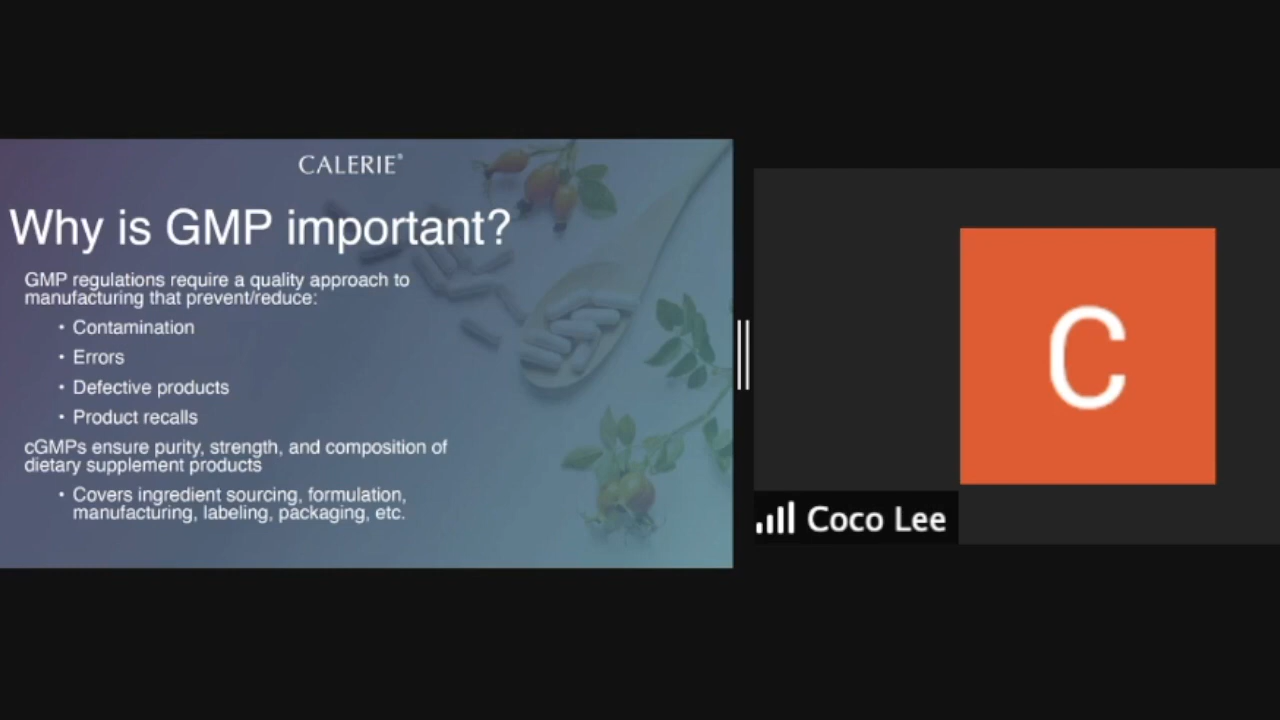 CALERIE®
Why is GMP important?
GMP regulations require a quality approach to
manufacturing that prevent/reduce:
• Contamination
• Errors
• Defective products
• Product recalls
cGMPs ensure purity, strength, and composition of
dietary supplement products
• Covers ingredient sourcing, formulation,
manufacturing, labeling, packaging, etc.
C
Coco Lee